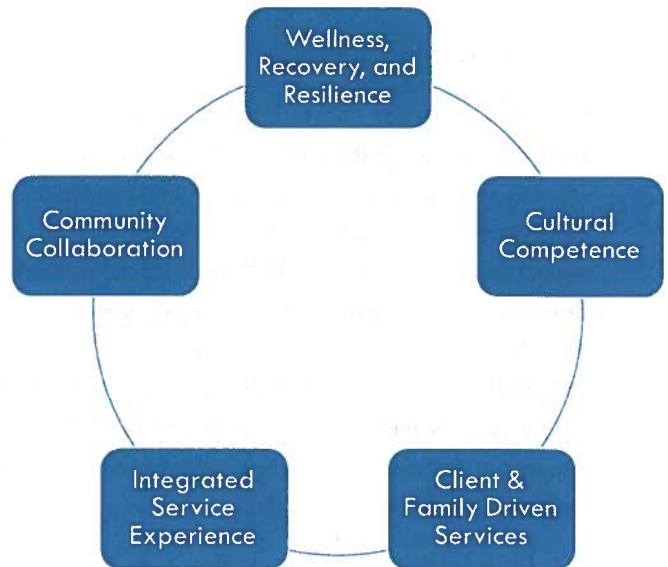 Wellness,
Recovery, and
Resilience
Cultural
Competence
Client &
Family Driven
Services
Integrated
Service
Experience
Community
Collaboration